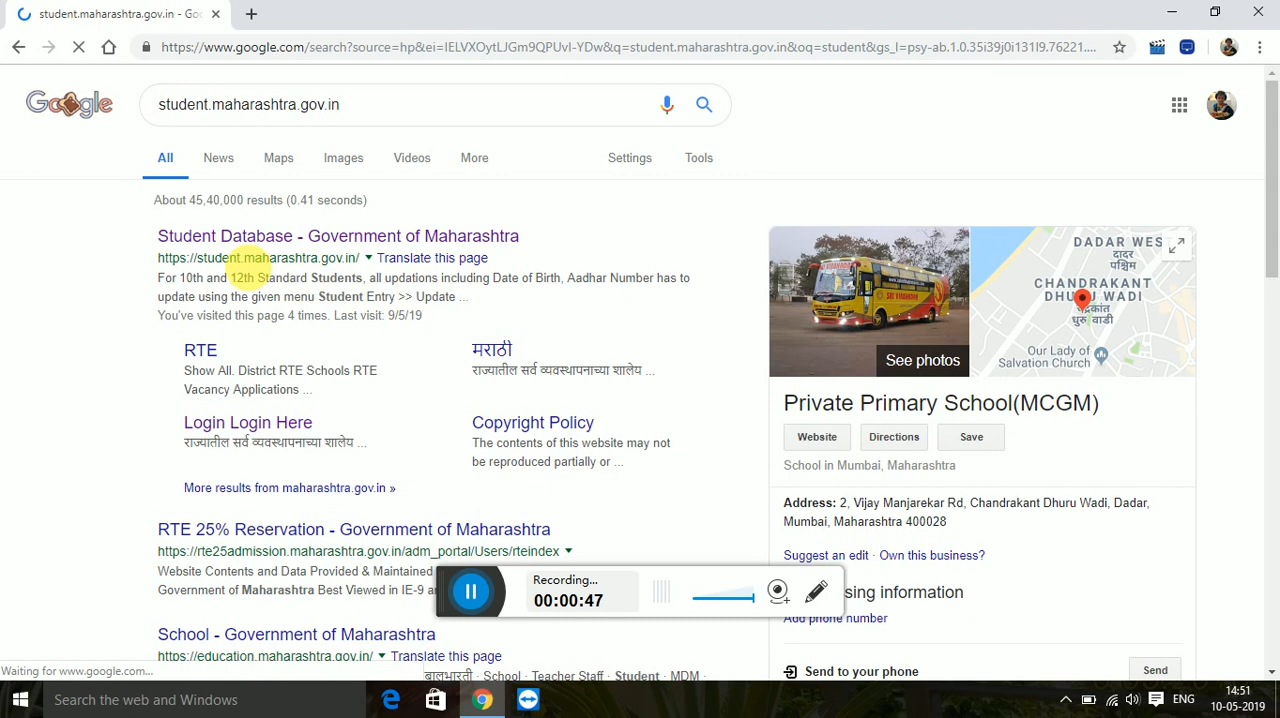 student.maharashtra.gov.in - Goo
https://www.google.com/search?source=hp&ei=IELVXOytLJGm9QPUvI-YDw&q=student.maharashtra.gov.in&oq=student&gs_l=psy-ab.1.0.35i39j0i131l9.76221....
Google
student.maharashtra.gov.in
All News Maps Images Videos More Settings Tools
About 45,40,000 results (0.41 seconds)
Student Database - Government of Maharashtra
https://student.maharashtra.gov.in/ Translate this page
For 10th and 12th Standard Students, all updations including Date of Birth, Aadhar Number has to
update using the given menu Student Entry >> Update ...
You've visited this page 4 times. Last visit: 9/5/19
RTE
Show All. District RTE Schools RTE
Vacancy Applications ...
मराठी
राज्यातील सर्व व्यवस्थापनाच्या शालेय ...
Login Login Here
राज्यातील सर्व व्यवस्थापनाच्या शालेय ...
Copyright Policy
The contents of this website may not
be reproduced partially or ...
More results from maharashtra.gov.in »
RTE 25% Reservation - Government of Maharashtra
https://rte25admission.maharashtra.gov.in/adm_portal/Users/rteindex
Website Contents and Data Provided & Maintained
Government of Maharashtra Best Viewed in IE-9 an
School - Government of Maharashtra
https://education.maharashtra.gov.in/ Translate this page
बालभारती - School - Teacher Staff - Student - MDM -
SRI VIGHNESH
See photos
DADAR WES
दादर
पश्चिम
CHANDRAKANT
DHURU WADI
चंद्रकांत
धुरु वाडी
Our Lady of
Salvation Church
Private Primary School(MCGM)
Website Directions Save
School in Mumbai, Maharashtra
Address: 2, Vijay Manjarekar Rd, Chandrakant Dhuru Wadi, Dadar,
Mumbai, Maharashtra 400028
Suggest an edit · Own this business?
sing information
Add phone number
Send to your phone Send
Recording...
00:00:47
Waiting for www.google.com...
Search the web and Windows
ENG
14:51
10-05-2019